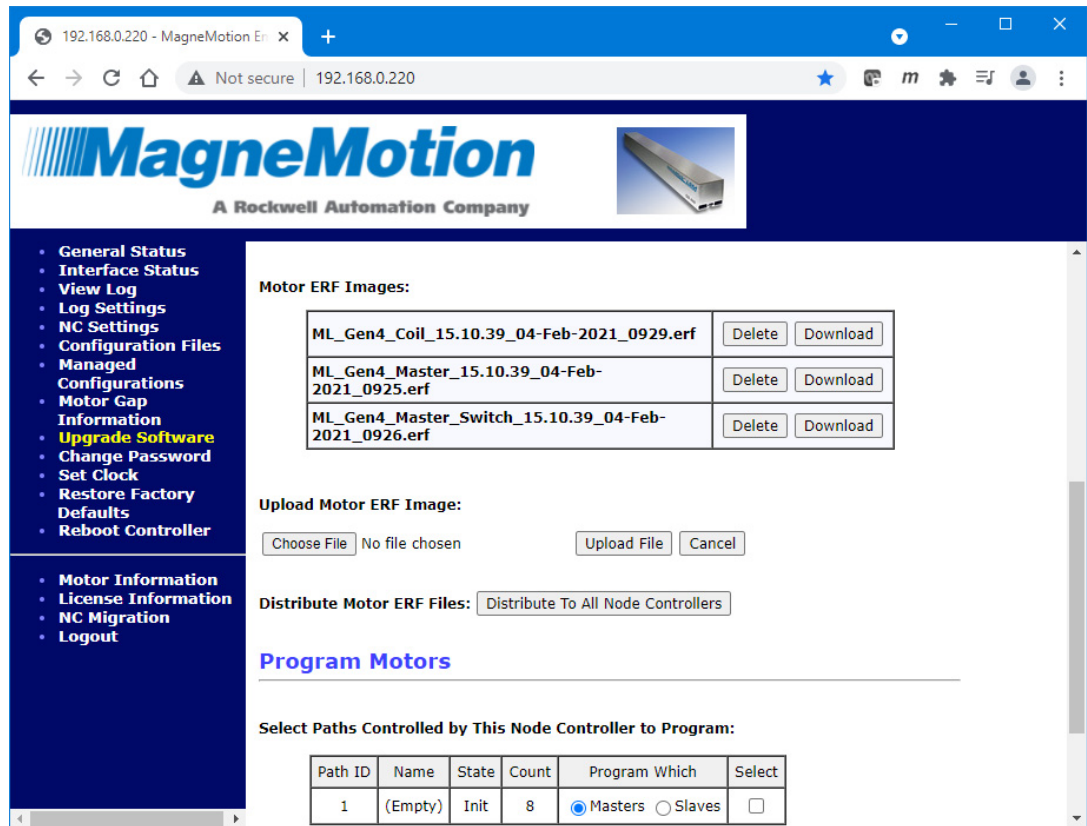 192.168.0.220 - MagneMotion En
Not secure | 192.168.0.220
m
MagneMotion
A Rockwell Automation Company
General Status
Interface Status
View Log
Log Settings
NC Settings
Configuration Files
Managed
Configurations
Motor Gap
Information
Upgrade Software
Change Password
Set Clock
Restore Factory
Defaults
Reboot Controller
Motor Information
License Information
NC Migration
Logout
Motor ERF Images:
ML_Gen4_Coil_15.10.39_04-Feb-2021_0929.erf Delete Download
ML_Gen4_Master_15.10.39_04-Feb-
2021_0925.erf Delete Download
ML_Gen4_Master_Switch_15.10.39_04-Feb-
2021_0926.erf Delete Download
Upload Motor ERF Image:
Choose File No file chosen Upload File Cancel
Distribute Motor ERF Files: Distribute To All Node Controllers
Program Motors
Select Paths Controlled by This Node Controller to Program:
Path ID Name State Count Program Which Select
1 (Empty) Init 8 Masters Slaves